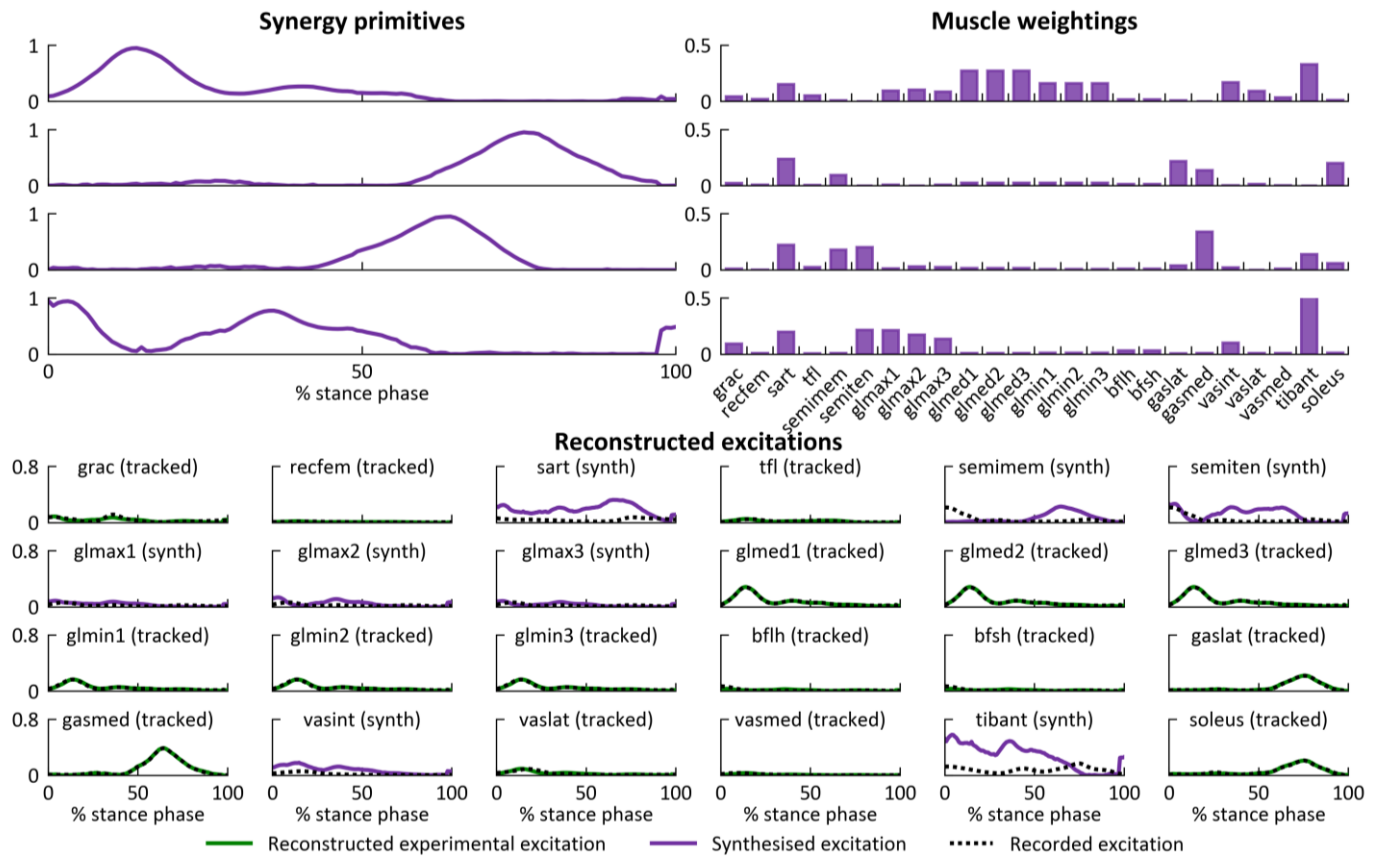 Synergy primitives Muscle weightings
1 0.5
0 0
1 0.5
0 0
1 0.5
0 0
1 0.5
0 0
0 50 100
% stance phase
grac recfem sart tfl semimem semiten glmax1 glmax2 glmax3 glmed1 glmed2 glmed3 glmin1 glmin2 glmin3 bflh bfsh gaslat gasmed vasint vaslat vasmed tibant soleus
Reconstructed excitations
0.8 grac (tracked) recfem (tracked) sart (synth) tfl (tracked) semimem (synth) semiten (synth)
0
0.8 glmax1 (synth) glmax2 (synth) glmax3 (synth) glmed1 (tracked) glmed2 (tracked) glmed3 (tracked)
0
0.8 glmin1 (tracked) glmin2 (tracked) glmin3 (tracked) bflh (tracked) bfsh (tracked) gaslat (tracked)
0
0.8 gasmed (tracked) vasint (synth) vaslat (tracked) vasmed (tracked) tibant (synth) soleus (tracked)
0
0 50 100 0 50 100 0 50 100 0 50 100 0 50 100 0 50 100
% stance phase % stance phase % stance phase % stance phase % stance phase % stance phase
Reconstructed experimental excitation Synthesised excitation Recorded excitation